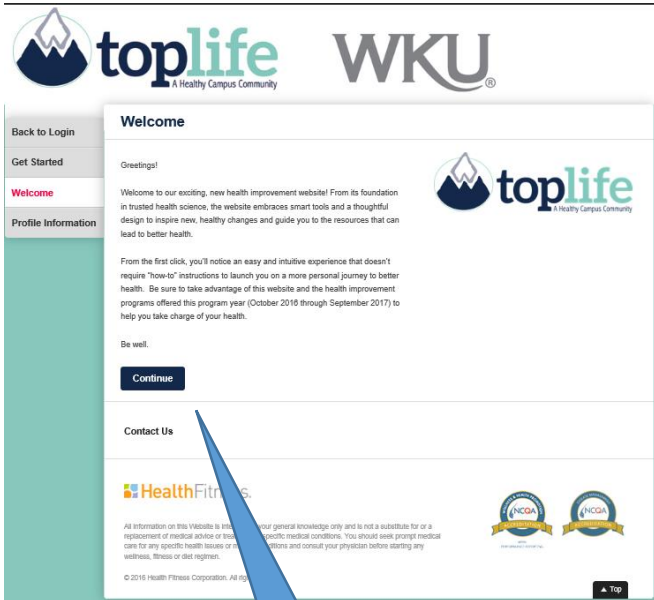 toplife
A Healthy Campus Community
WKU®
Back to Login
Get Started
Welcome
Profile Information
Welcome
Greetings!
Welcome to our exciting, new health improvement website! From its foundation
in trusted health science, the website embraces smart tools and a thoughtful
design to inspire new, healthy changes and guide you to the resources that can
lead to better health.
From the first click, you'll notice an easy and intuitive experience that doesn't
require "how-to" instructions to launch you on a more personal journey to better
health. Be sure to take advantage of this website and the health improvement
programs offered this program year (October 2016 through September 2017) to
help you take charge of your health.
Be well.
Continue
toplife
A Healthy Campus Community
Contact Us
HealthFit
All information on this Website is your general knowledge only and is not a substitute for or a
replacement of medical advice or specific medical conditions. You should seek prompt medical
care for any specific health issues or and consult your physician before starting any
wellness, fitness or diet regimen.
© 2016 Health Fitness Corporation. All
NCQA
ACCREDITATION
NCQA
▲ Top